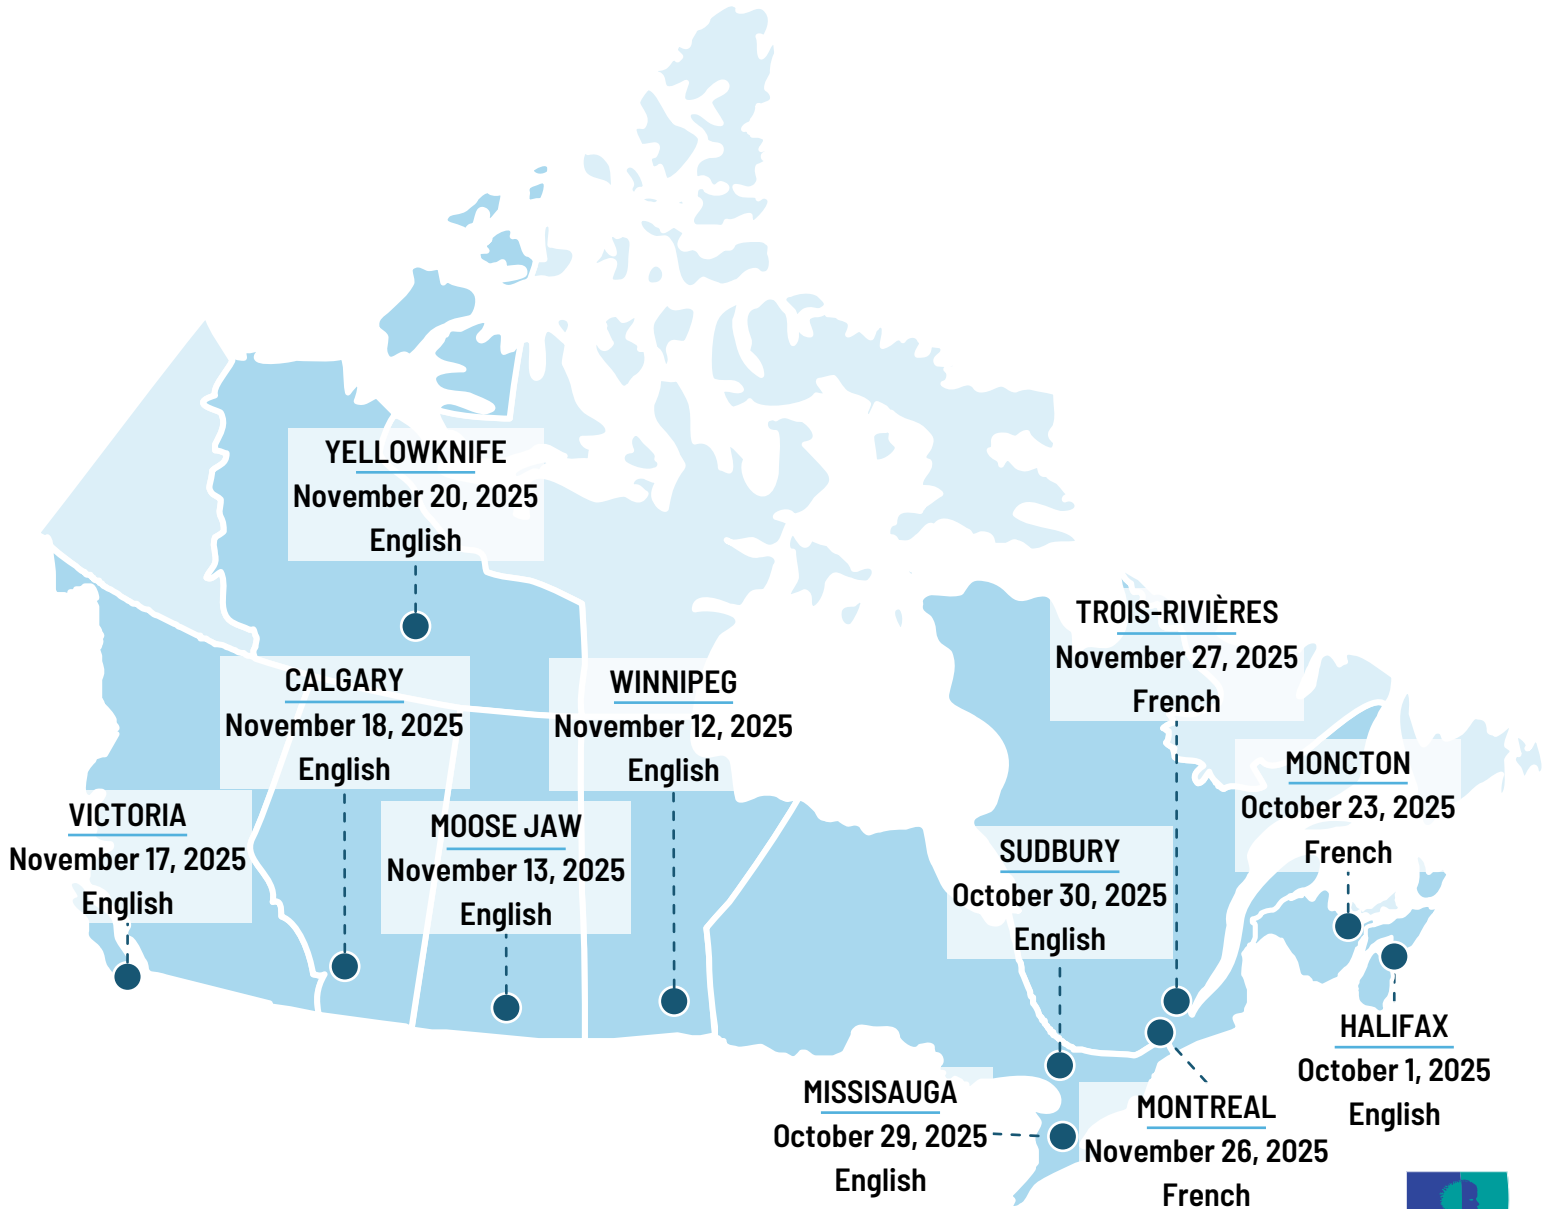 YELLOWKNIFE
November 20, 2025
English
TROIS-RIVIÈRES
November 27, 2025
French
CALGARY
November 18, 2025
English
WINNIPEG
November 12, 2025
English
MONCTON
October 23, 2025
French
VICTORIA
November 17, 2025
English
MOOSE JAW
November 13, 2025
English
SUDBURY
October 30, 2025
English
HALIFAX
October 1, 2025
English
MISSISAUGA
October 29, 2025
English
MONTREAL
November 26, 2025
French